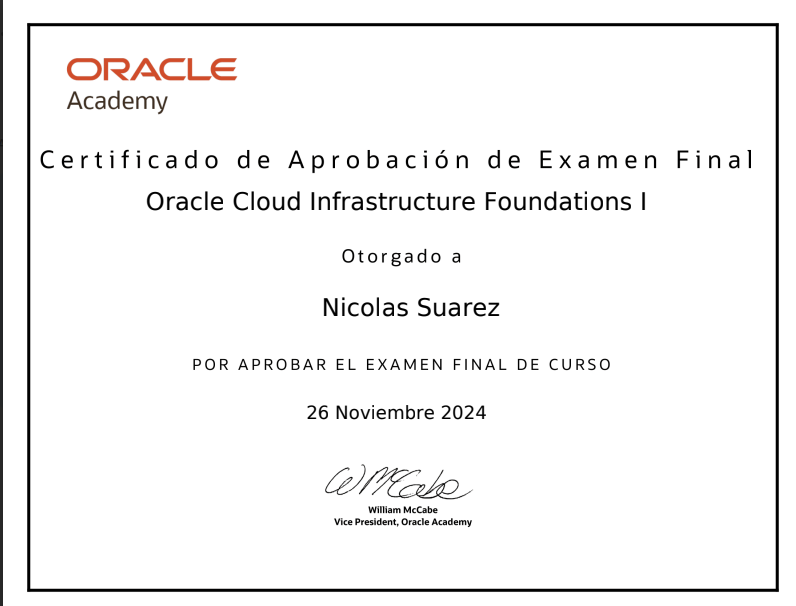 ORACLE
Academy
Certificado de Aprobación de Examen Final
Oracle Cloud Infrastructure Foundations I
Otorgado a
Nicolas Suarez
POR APROBAR EL EXAMEN FINAL DE CURSO
26 Noviembre 2024
W McCabe
William McCabe
Vice President, Oracle Academy